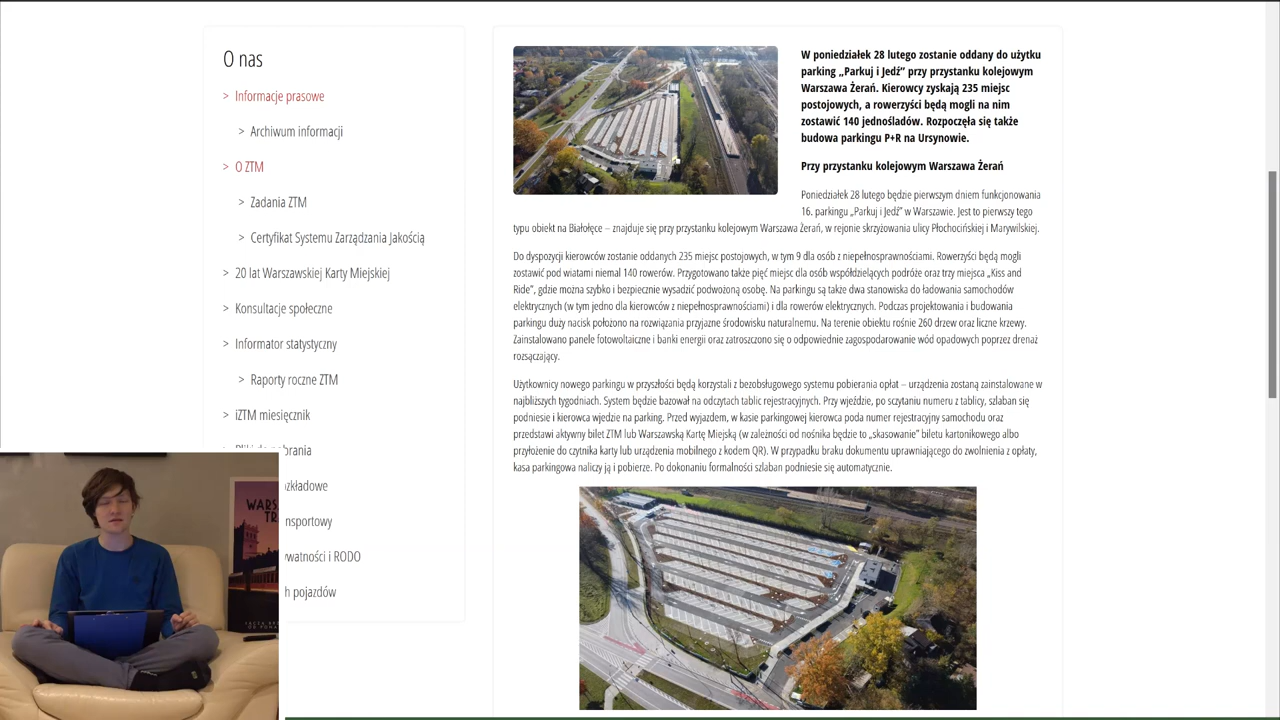 O nas
> Informacje prasowe
> Archiwum informacji
> O ZTM
> Zadania ZTM
> Certyfikat Systemu Zarządzania Jakością
> 20 lat Warszawskiej Karty Miejskiej
> Konsultacje społeczne
> Informator statystyczny
> Raporty roczne ZTM
> iZTM miesięcznik
W poniedziałek 28 lutego zostanie oddany do użytku
parking „Parkuj i Jedź” przy przystanku kolejowym
Warszawa Żerań. Kierowcy zyskają 235 miejsc
postojowych, a rowerzyści będą mogli na nim
zostawić 140 jednośladów. Rozpoczęła się także
budowa parkingu P+R na Ursynowie.
Przy przystanku kolejowym Warszawa Żerań
Poniedziałek 28 lutego będzie pierwszym dniem funkcjonowania
16. parkingu „Parkuj i Jedź” w Warszawie. Jest to pierwszy tego
typu obiekt na Białołęce – znajduje się przy przystanku kolejowym Warszawa Żerań, w rejonie skrzyżowania ulicy Płochocińskiej i Marywilskiej.
Do dyspozycji kierowców zostanie oddanych 235 miejsc postojowych, w tym 9 dla osób z niepełnosprawnościami. Rowerzyści będą mogli
zostawić pod wiatami niemal 140 rowerów. Przygotowano także pięć miejsc dla osób współdzielących podróże oraz trzy miejsca „Kiss and
Ride”, gdzie można szybko i bezpiecznie wysadzić podwożoną osobę. Na parkingu są także dwa stanowiska do ładowania samochodów
elektrycznych (w tym jedno dla kierowców z niepełnosprawnościami) i dla rowerów elektrycznych. Podczas projektowania i budowania
parkingu duży nacisk położono na rozwiązania przyjazne środowisku naturalnemu. Na terenie obiektu rośnie 260 drzew oraz liczne krzewy.
Zainstalowano panele fotowoltaiczne i banki energii oraz zatroszczono się o odpowiednie zagospodarowanie wód opadowych poprzez drenaż
rozsączający.
Użytkownicy nowego parkingu w przyszłości będą korzystali z bezobsługowego systemu pobierania opłat – urządzenia zostaną zainstalowane w
najbliższych tygodniach. System będzie bazował na odczytach tablic rejestracyjnych. Przy wjeździe, po sczytaniu numeru z tablicy, szlaban się
podniesie i kierowca wjedzie na parking. Przed wyjazdem, w kasie parkingowej kierowca poda numer rejestracyjny samochodu oraz
przedstawi aktywny bilet ZTM lub Warszawską Kartę Miejską (w zależności od nośnika będzie to „skasowanie” biletu kartonikowego albo
przyłożenie do czytnika karty lub urządzenia mobilnego z kodem QR). W przypadku braku dokumentu uprawniającego do zwolnienia z opłaty,
kasa parkingowa naliczy ją i pobierze. Po dokonaniu formalności szlaban podniesie się automatycznie.
brania
zkładowe
nsportowy
watności i RODO
h pojazdów
WARS
TR